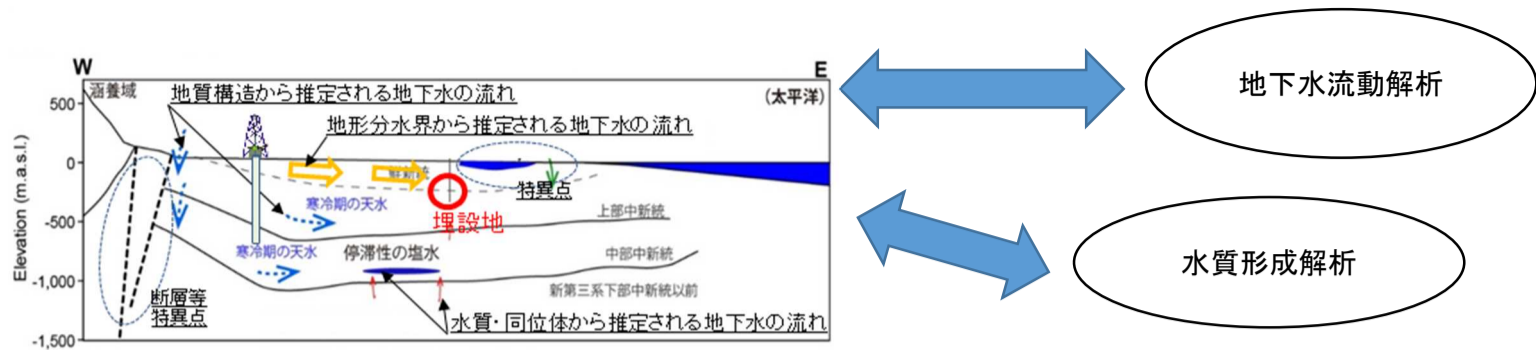 W
E
涵養域
地質構造から推定される地下水の流れ
(太平洋)
地下水流動解析
500
地形分水界から推定される地下水の流れ
0
鮮新統
特異点
寒冷期の天水
埋設地
上部中新統
-500
寒冷期の天水
停滞性の塩水
中部中新統
水質形成解析
-1,000
新第三系下部中新統以前
断層等
特異点
水質・同位体から推定される地下水の流れ
-1,500
Elevation (m.a.s.l.)